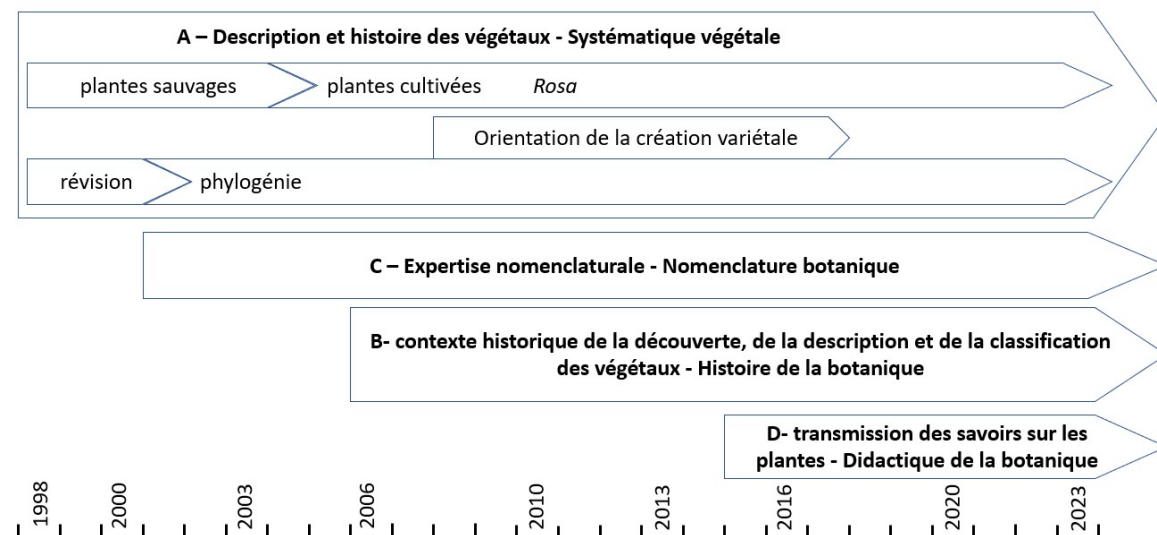 A – Description et histoire des végétaux - Systématique végétale
plantes sauvages
plantes cultivées
Rosa
Orientation de la création variétale
révision
phylogénie
C – Expertise nomenclaturale - Nomenclature botanique
B- contexte historique de la découverte, de la description et de la classification
des végétaux - Histoire de la botanique
D- transmission des savoirs sur les
plantes - Didactique de la botanique
1998
2000
2003
2006
2010
2013
2016
2020
2023